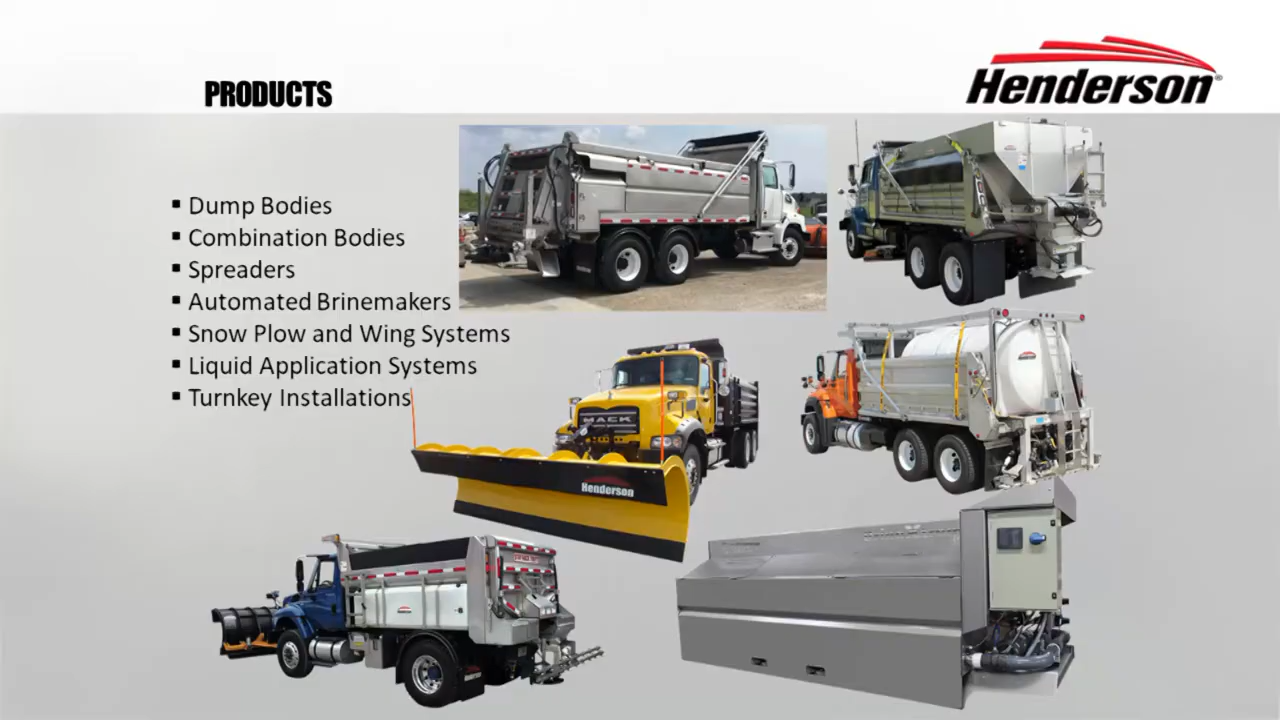 PRODUCTS
Henderson®
▪ Dump Bodies
▪ Combination Bodies
▪ Spreaders
▪ Automated Brinemakers
▪ Snow Plow and Wing Systems
▪ Liquid Application Systems
▪ Turnkey Installations
MACK
Henderson